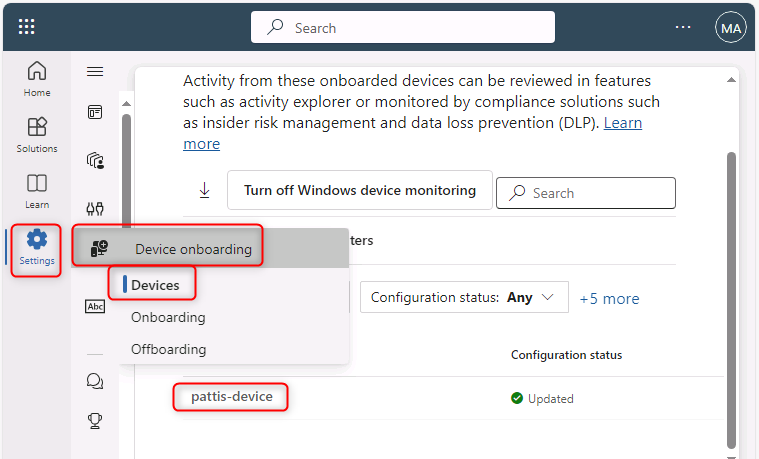 Search
MA
Home
Solutions
Learn
Settings
Abc
Activity from these onboarded devices can be reviewed in features
such as activity explorer or monitored by compliance solutions such
as insider risk management and data loss prevention (DLP). Learn
more
Turn off Windows device monitoring
Search
Device onboarding
Devices
Onboarding
Offboarding
ters
Configuration status: Any
+5 more
Configuration status
pattis-device
Updated